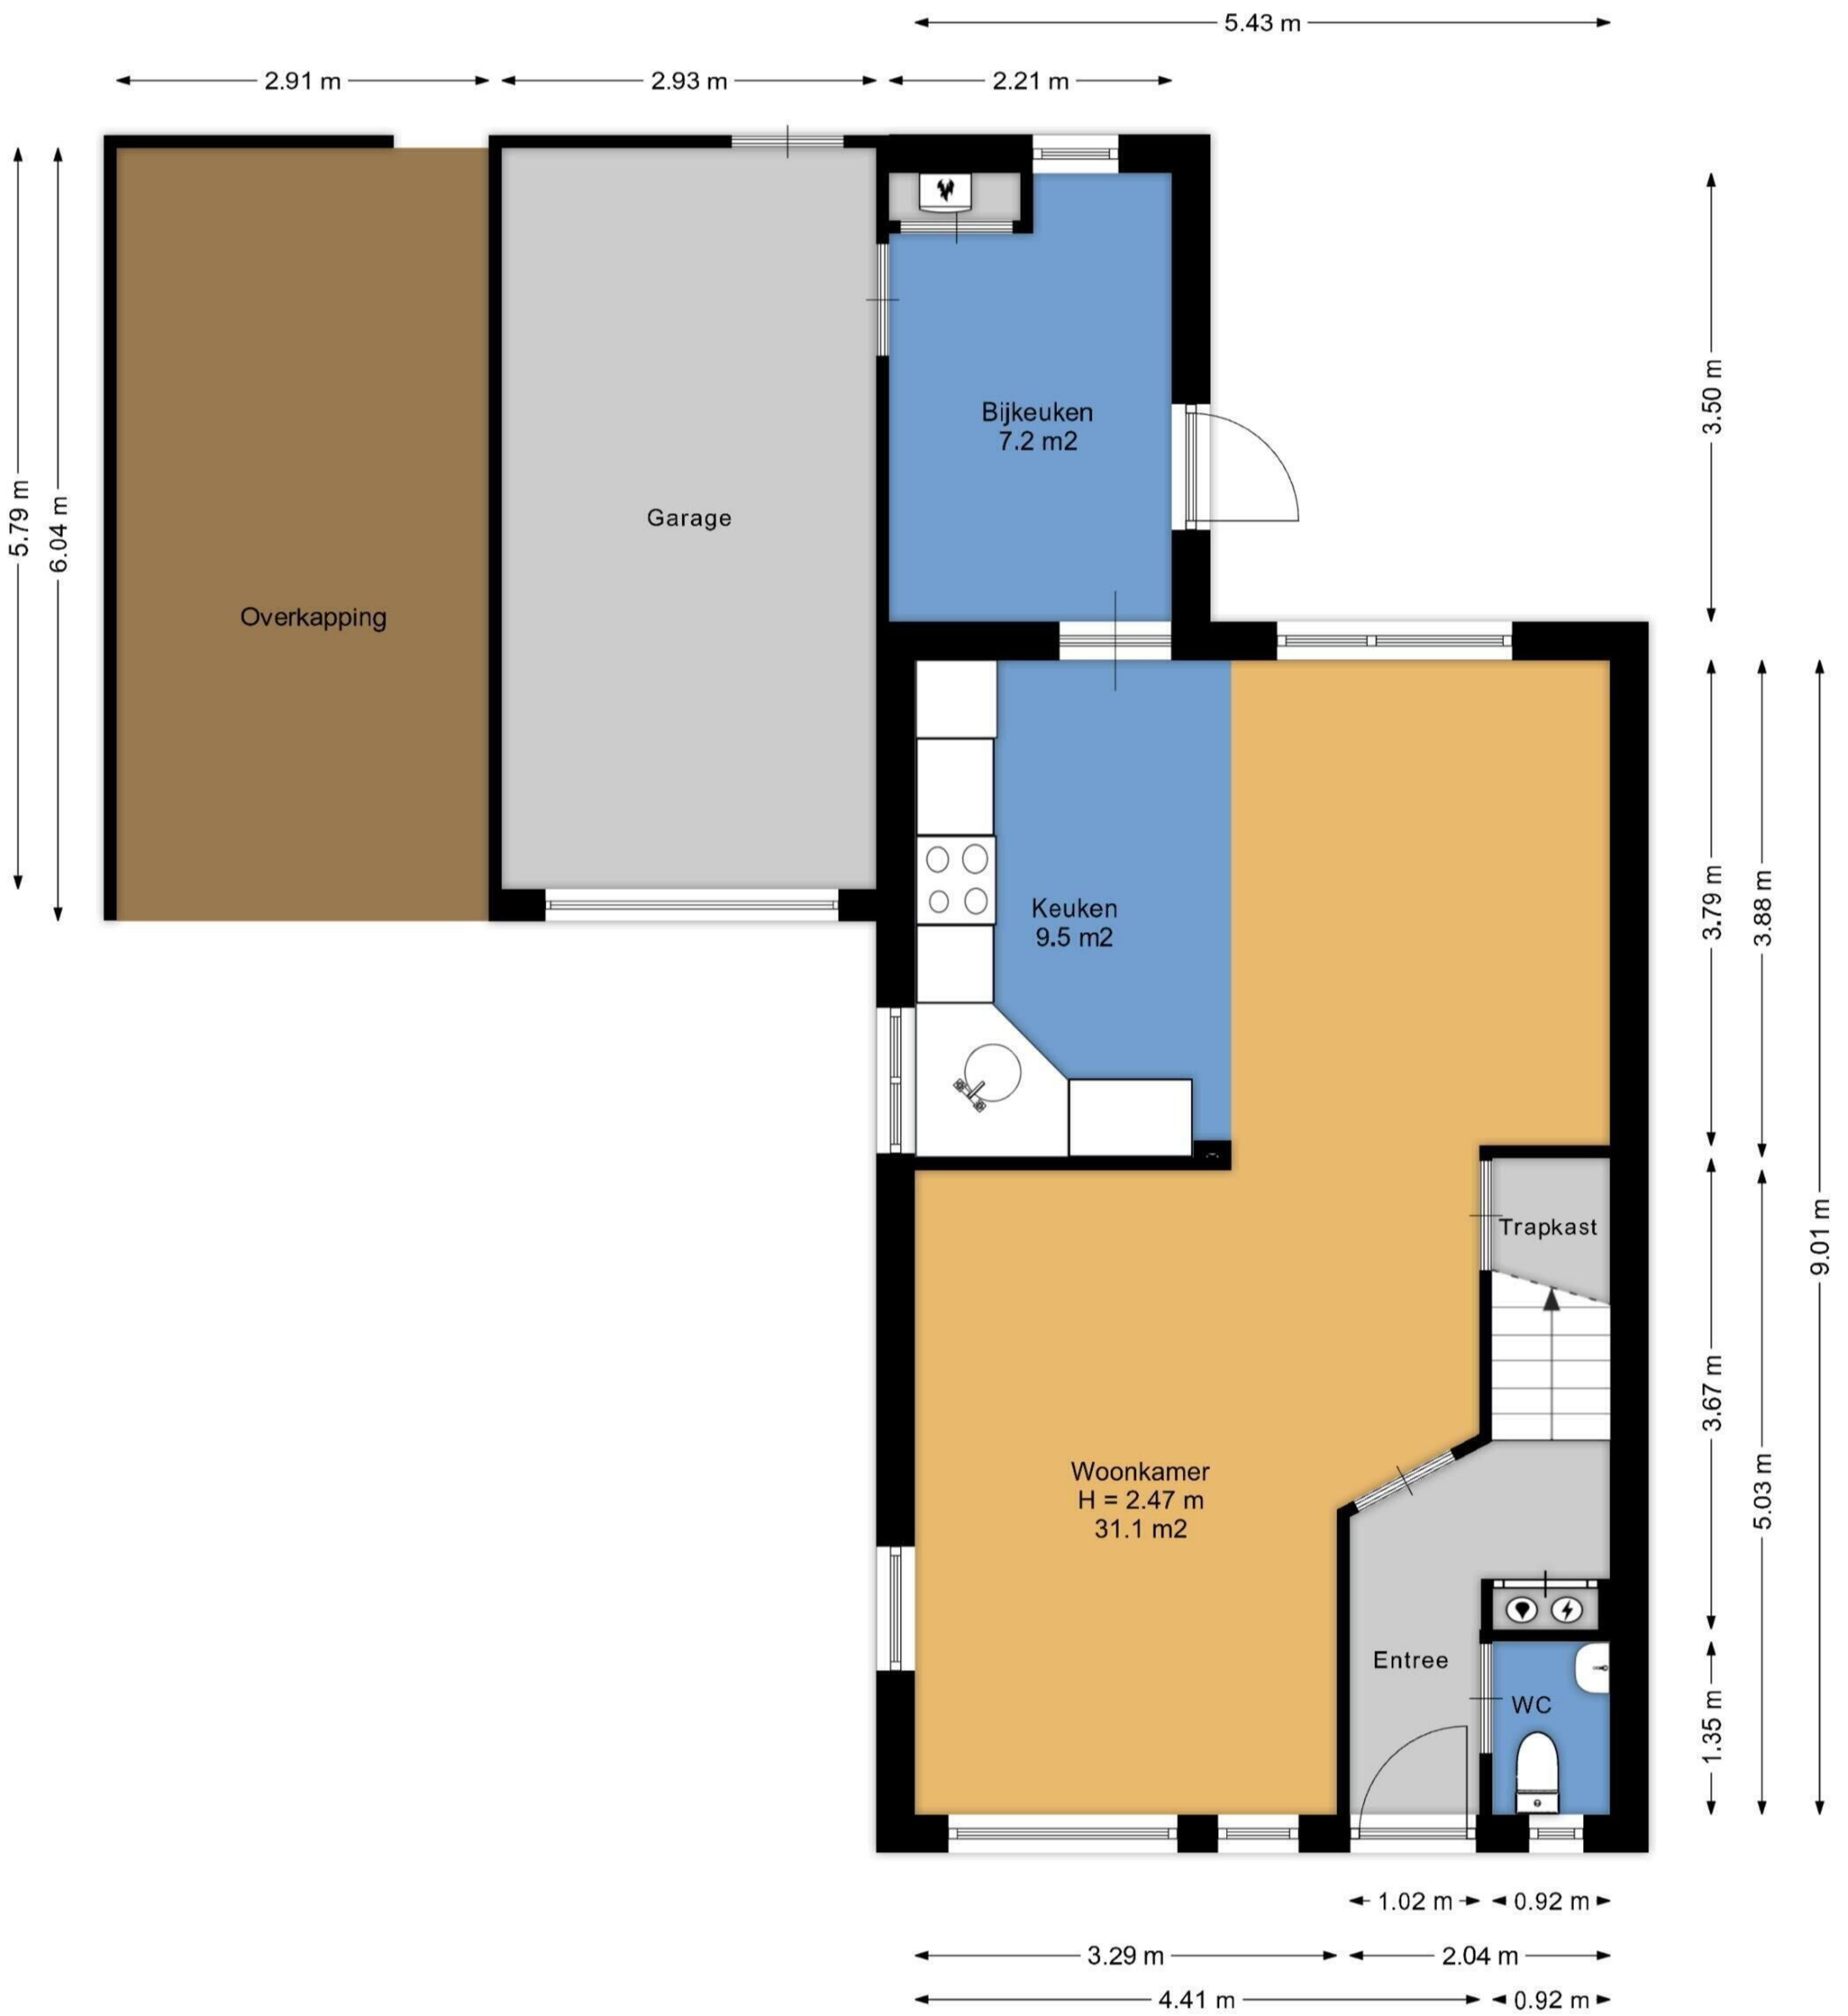 5.43 m
2.91 m
2.93 m
2.21 m
5.79 m
6.04 m
3.50 m
Bijkeuken
7.2 m2
Garage
Overkapping
Keuken
9.5 m2
3.79 m
3.88 m
9.01 m
Trapkast
3.67 m
5.03 m
Woonkamer
H = 2.47 m
31.1 m2
Entree
WC
1.35 m
1.02 m
0.92 m
3.29 m
2.04 m
4.41 m
0.92 m